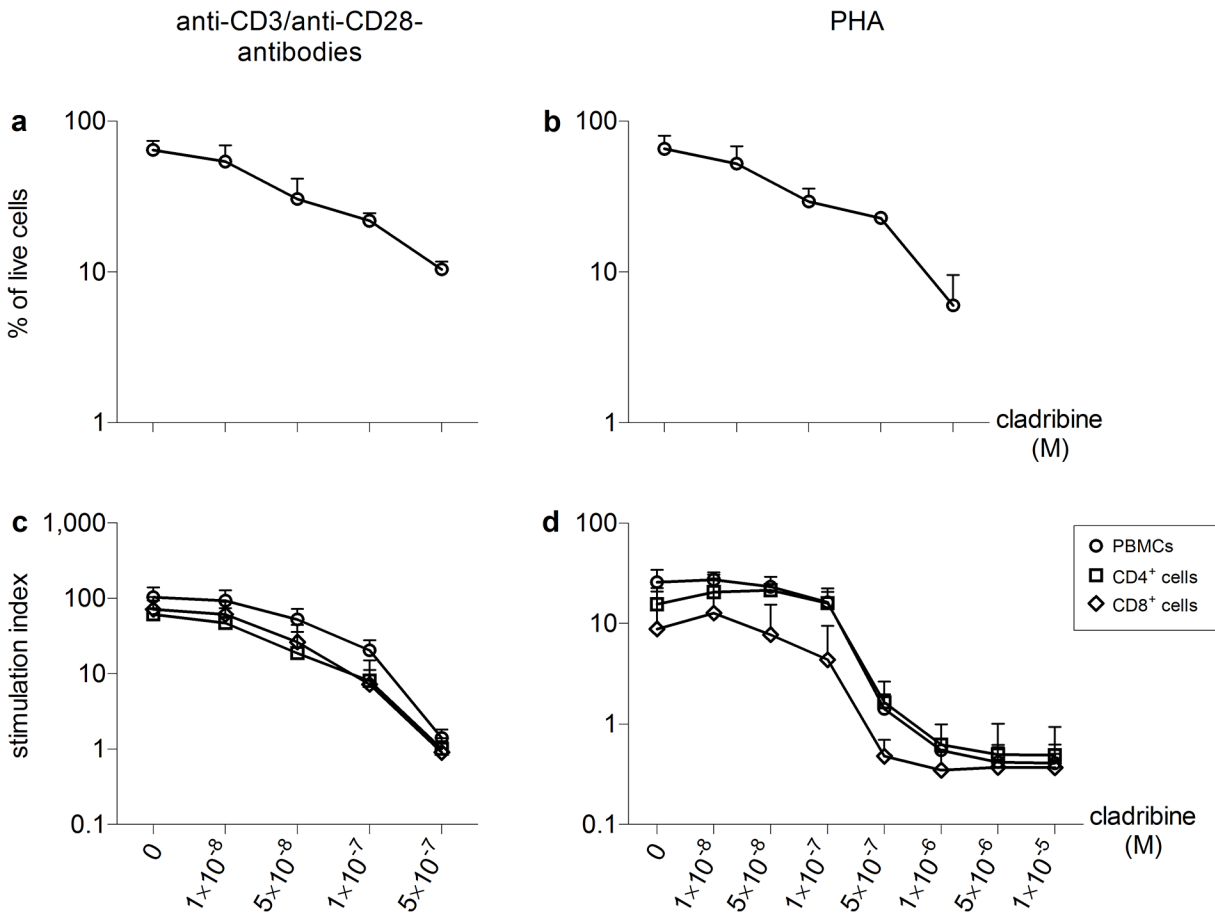 anti-CD3/anti-CD28-
antibodies
PHA
a
b
100
10
1
% of live cells
100
10
1
cladribine
(M)
c
d
1,000
100
10
1
0.1
stimulation index
100
10
1
0.1
PBMCs
CD4⁺ cells
CD8⁺ cells
cladribine
(M)
0
1×10⁻⁸
5×10⁻⁸
1×10⁻⁷
5×10⁻⁷
0
1×10⁻⁸
5×10⁻⁸
1×10⁻⁷
5×10⁻⁷
1×10⁻⁶
5×10⁻⁶
1×10⁻⁵